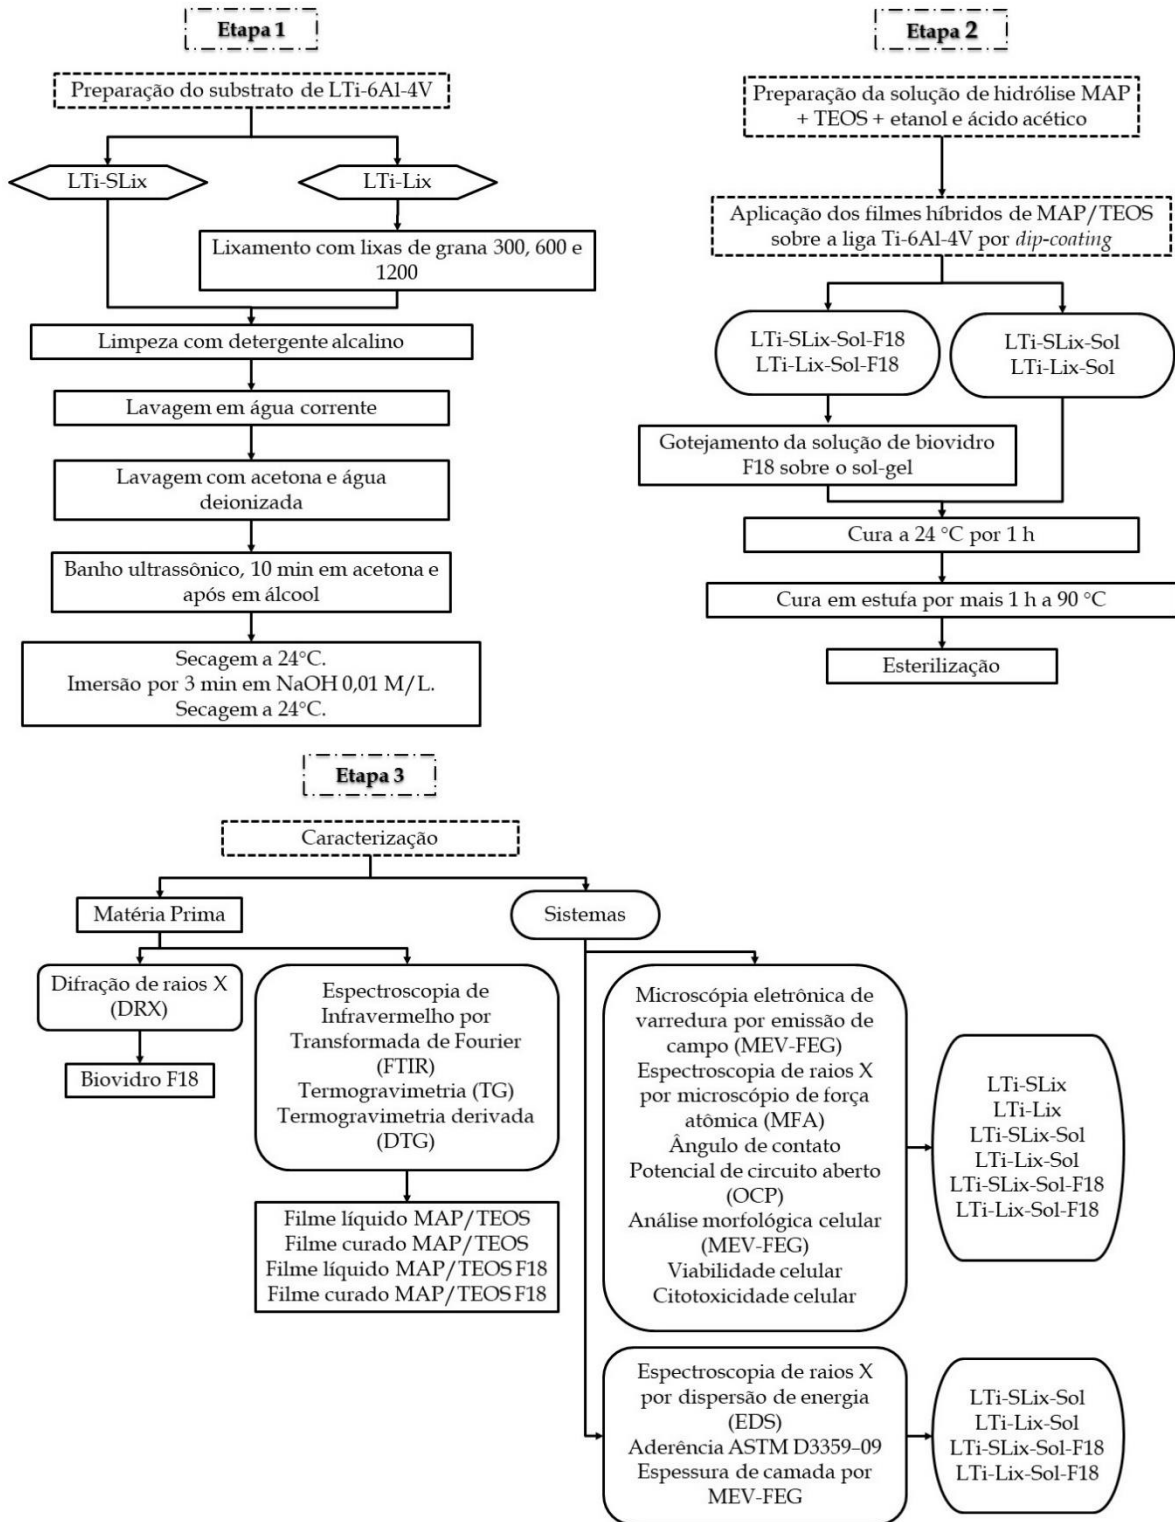 Etapa 1
Preparação do substrato de LTi-6Al-4V
LTi-SLix
LTi-Lix
Lixamento com lixas de grana 300, 600 e
1200
Limpeza com detergente alcalino
Lavagem em água corrente
Lavagem com acetona e água
deionizada
Banho ultrassônico, 10 min em acetona e
após em álcool
Secagem a 24°C.
Imersão por 3 min em NaOH 0,01 M/L.
Secagem a 24°C.
Etapa 2
Preparação da solução de hidrólise MAP
+ TEOS + etanol e ácido acético
Aplicação dos filmes híbridos de MAP/TEOS
sobre a liga Ti-6Al-4V por dip-coating
LTi-SLix-Sol-F18
LTi-Lix-Sol-F18
LTi-SLix-Sol
LTi-Lix-Sol
Gotejamento da solução de biovidro
F18 sobre o sol-gel
Cura a 24 °C por 1 h
Cura em estufa por mais 1 h a 90 °C
Esterilização
Etapa 3
Caracterização
Matéria Prima
Sistemas
Difração de raios X
(DRX)
Biovidro F18
Espectroscopia de
Infravermelho por
Transformada de Fourier
(FTIR)
Termogravimetria (TG)
Termogravimetria derivada
(DTG)
Filme líquido MAP/TEOS
Filme curado MAP/TEOS
Filme líquido MAP/TEOS F18
Filme curado MAP/TEOS F18
Microscópia eletrônica de
varredura por emissão de
campo (MEV-FEG)
Espectroscopia de raios X
por microscópio de força
atômica (MFA)
Ângulo de contato
Potencial de circuito aberto
(OCP)
Análise morfológica celular
(MEV-FEG)
Viabilidade celular
Citotoxicidade celular
LTi-SLix
LTi-Lix
LTi-SLix-Sol
LTi-Lix-Sol
LTi-SLix-Sol-F18
LTi-Lix-Sol-F18
Espectroscopia de raios X
por dispersão de energia
(EDS)
Aderência ASTM D3359–09
Espessura de camada por
MEV-FEG
LTi-SLix-Sol
LTi-Lix-Sol
LTi-SLix-Sol-F18
LTi-Lix-Sol-F18